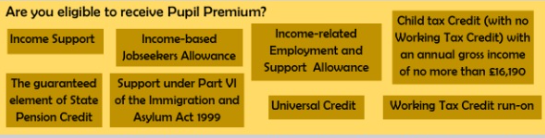 Are you eligible to receive Pupil Premium?
Income Support
Income-based
Jobseekers Allowance
Income-related
Employment and
Support Allowance
Child tax Credit (with no
Working Tax Credit) with
an annual gross income
of no more than £16,190
The guaranteed
element of State
Pension Credit
Support under Part VI
of the Immigration and
Asylum Act 1999
Universal Credit
Working Tax Credit run-on